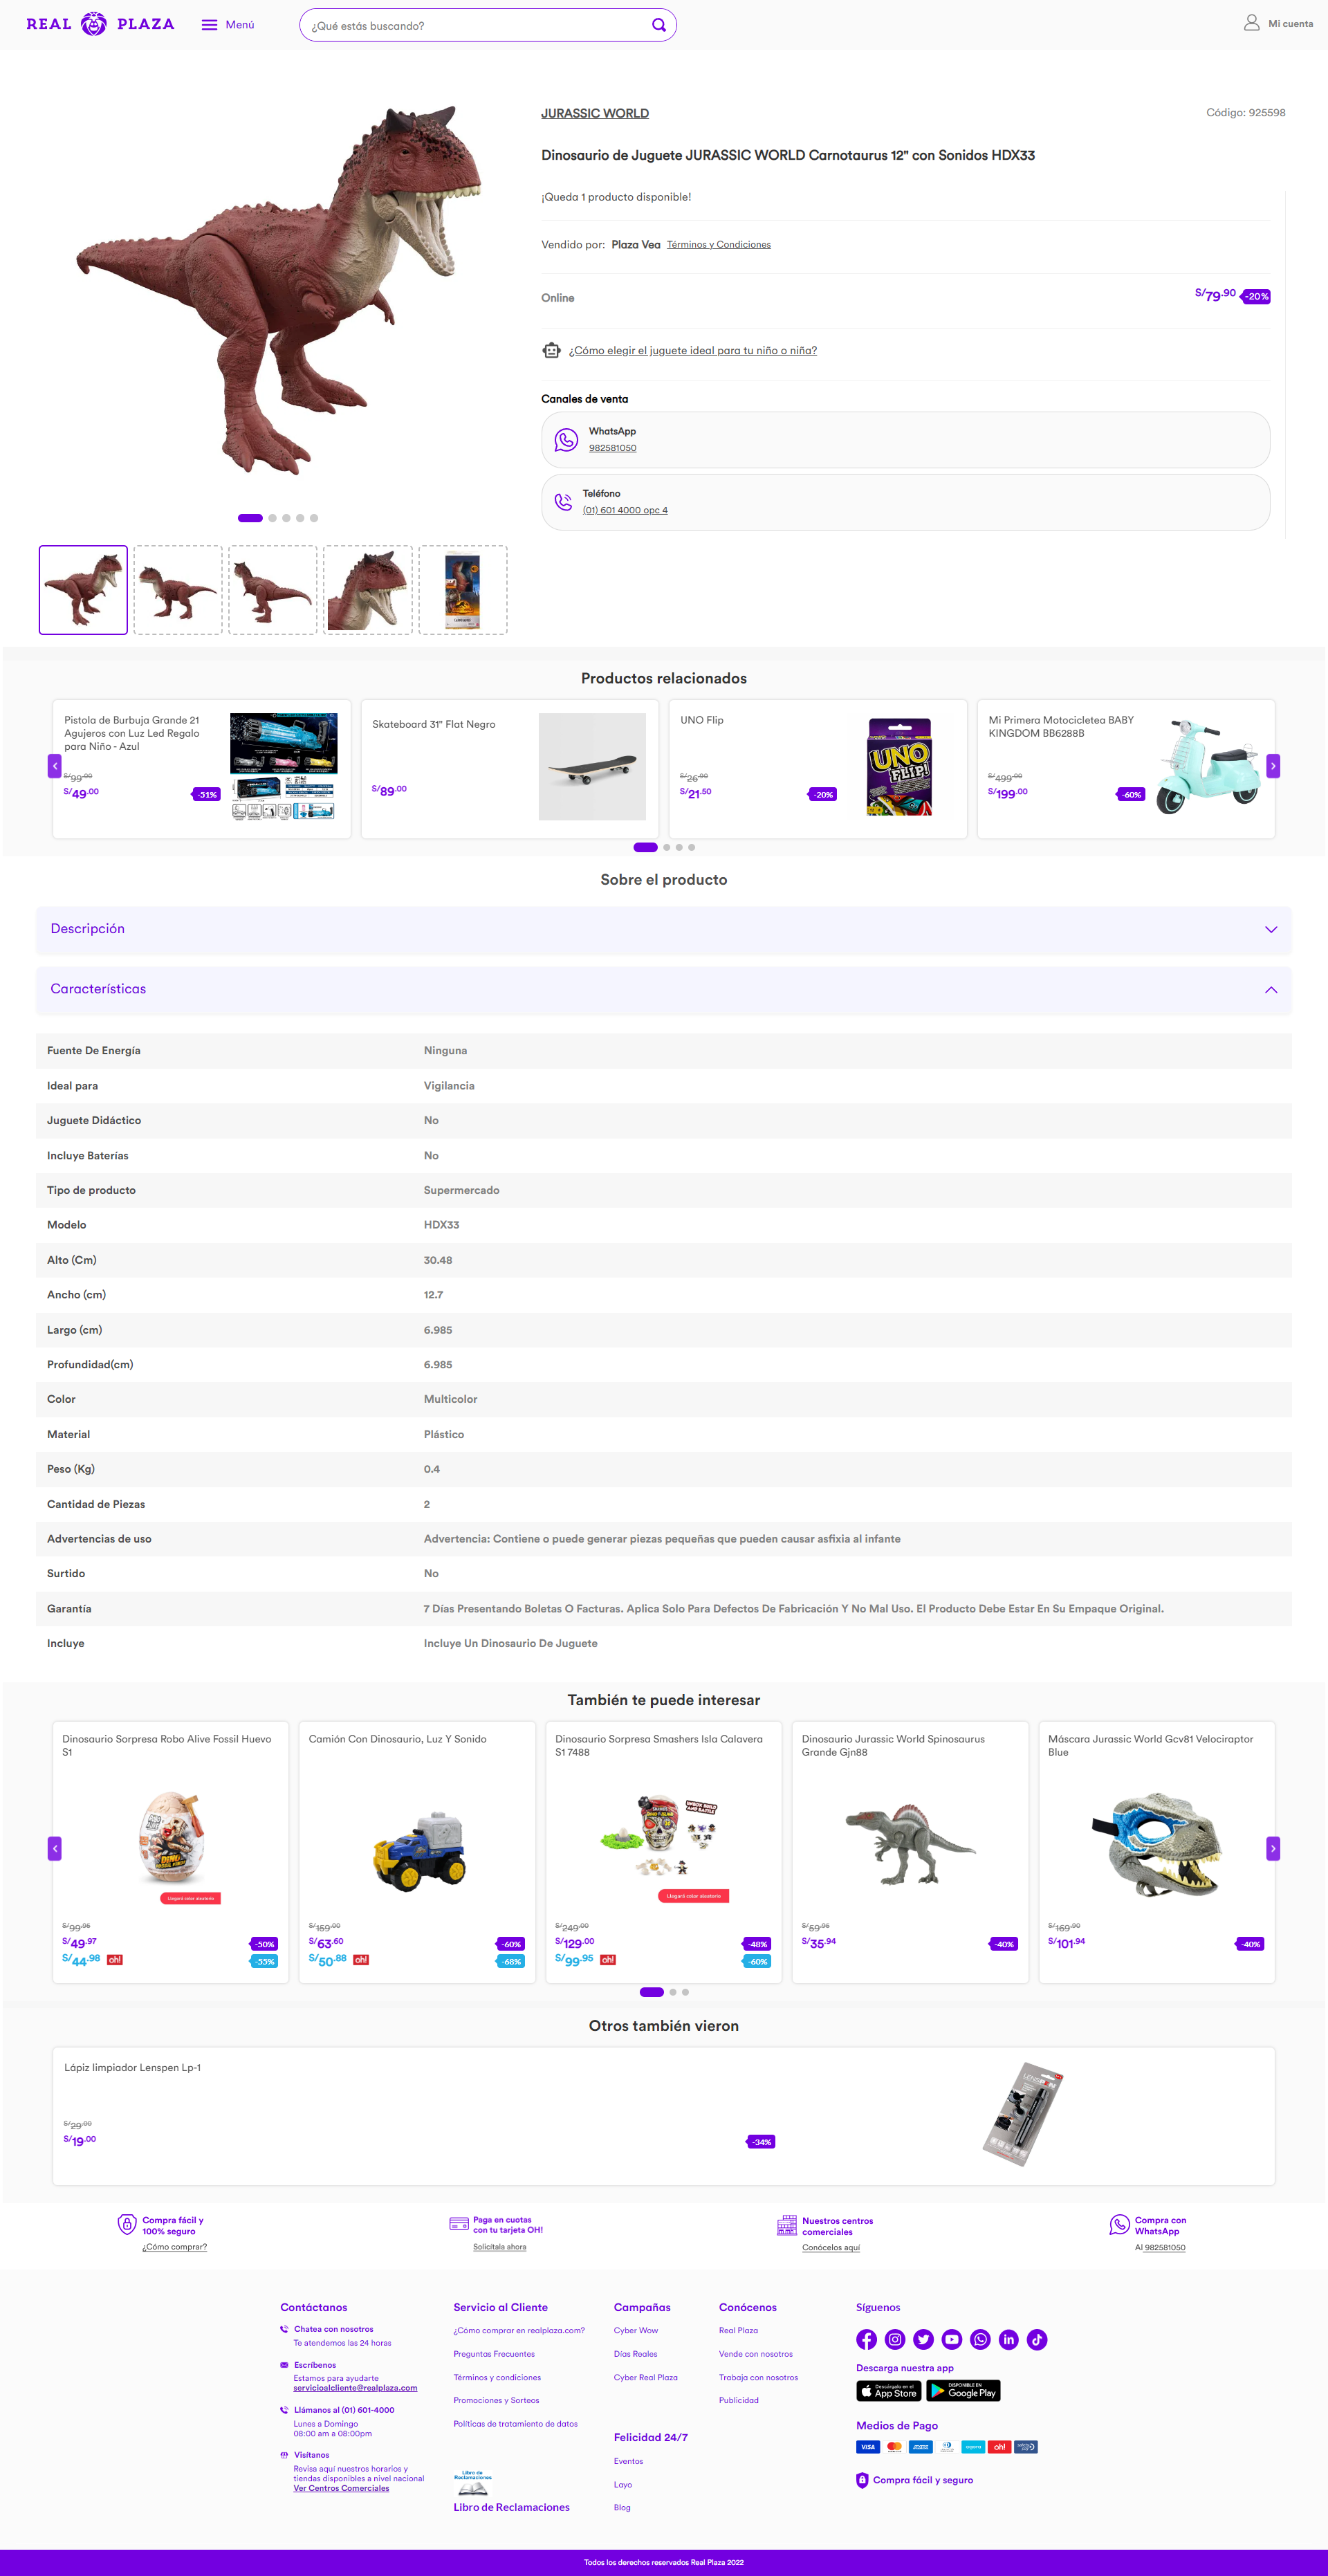 REAL PLAZA
Menú
¿Qué estás buscando?
Mi cuenta
JURASSIC WORLD
Código: 925598
Dinosaurio de Juguete JURASSIC WORLD Carnotaurus 12" con Sonidos HDX33
¡Queda 1 producto disponible!
Vendido por: Plaza Vea Términos y Condiciones
Online
S/79.90 -20%
¿Cómo elegir el juguete ideal para tu niño o niña?
Canales de venta
WhatsApp
982581050
Teléfono
(01) 601 4000 opc 4
Productos relacionados
Pistola de Burbuja Grande 21
Agujeros con Luz Led Regalo
para Niño - Azul
S/99.00
S/49.00
-51%
Skateboard 31" Flat Negro
S/89.00
UNO Flip
S/26.90
S/21.50
-20%
UNO
FLIP!
Mi Primera Motocicletea BABY
KINGDOM BB6288B
S/499.00
S/199.00
-60%
Sobre el producto
Descripción
Características
Fuente De Energía Ninguna
Ideal para Vigilancia
Juguete Didáctico No
Incluye Baterías No
Tipo de producto Supermercado
Modelo HDX33
Alto (Cm) 30.48
Ancho (cm) 12.7
Largo (cm) 6.985
Profundidad(cm) 6.985
Color Multicolor
Material Plástico
Peso (Kg) 0.4
Cantidad de Piezas 2
Advertencias de uso Advertencia: Contiene o puede generar piezas pequeñas que pueden causar asfixia al infante
Surtido No
Garantía 7 Días Presentando Boletas O Facturas. Aplica Solo Para Defectos De Fabricación Y No Mal Uso. El Producto Debe Estar En Su Empaque Original.
Incluye Incluye Un Dinosaurio De Juguete
También te puede interesar
Dinosaurio Sorpresa Robo Alive Fossil Huevo
S1
Llegará color aleatorio
S/99.95
S/49.97
-50%
S/44.98 oh!
-55%
Camión Con Dinosaurio, Luz Y Sonido
S/159.00
S/63.60
-60%
S/50.88 oh!
-68%
Dinosaurio Sorpresa Smashers Isla Calavera
S1 7488
Llegará color aleatorio
S/249.00
S/129.00
-48%
S/99.95 oh!
-60%
Dinosaurio Jurassic World Spinosaurus
Grande Gjn88
S/59.95
S/35.94
-40%
Máscara Jurassic World Gcv81 Velociraptor
Blue
S/169.90
S/101.94
-40%
Otros también vieron
Lápiz limpiador Lenspen Lp-1
S/29.00
S/19.00
-34%
Compra fácil y
100% seguro
¿Cómo comprar?
Paga en cuotas
con tu tarjeta OH!
Solicítala ahora
Nuestros centros
comerciales
Conócelos aquí
Compra con
WhatsApp
Al 982581050
Contáctanos
Chatea con nosotros
Te atendemos las 24 horas
Escríbenos
Estamos para ayudarte
servicioalcliente@realplaza.com
Llámanos al (01) 601-4000
Lunes a Domingo
08:00 am a 08:00pm
Visítanos
Revisa aquí nuestros horarios y
tiendas disponibles a nivel nacional
Ver Centros Comerciales
Servicio al Cliente
¿Cómo comprar en realplaza.com?
Preguntas Frecuentes
Términos y condiciones
Promociones y Sorteos
Políticas de tratamiento de datos
Libro de
Reclamaciones
Libro de Reclamaciones
Campañas
Cyber Wow
Días Reales
Cyber Real Plaza
Felicidad 24/7
Eventos
Layo
Blog
Conócenos
Real Plaza
Vende con nosotros
Trabaja con nosotros
Publicidad
Síguenos
Descarga nuestra app
App Store
DISPONIBLE EN
Google Play
Medios de Pago
VISA
oh!
Compra fácil y seguro
Todos los derechos reservados Real Plaza 2022